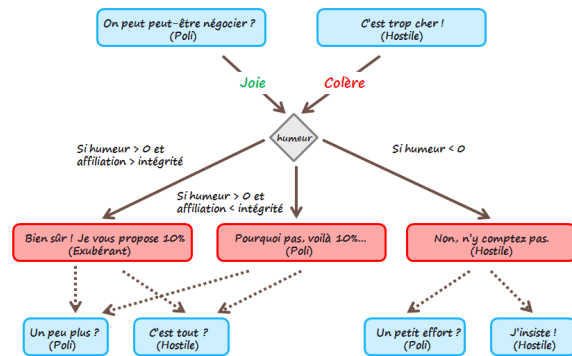 On peut peut-être négocier ?
(Poli)
C'est trop cher !
(Hostile)
Joie
Colère
humeur
Si humeur > 0 et
affiliation > intégrité
Si humeur < 0
Si humeur > 0 et
affiliation < intégrité
Bien sûr ! Je vous propose 10%
(Exubérant)
Pourquoi pas, voilà 10%...
(Poli)
Non, n'y comptez pas.
(Hostile)
Un peu plus ?
(Poli)
C'est tout ?
(Hostile)
Un petit effort ?
(Poli)
J'insiste !
(Hostile)